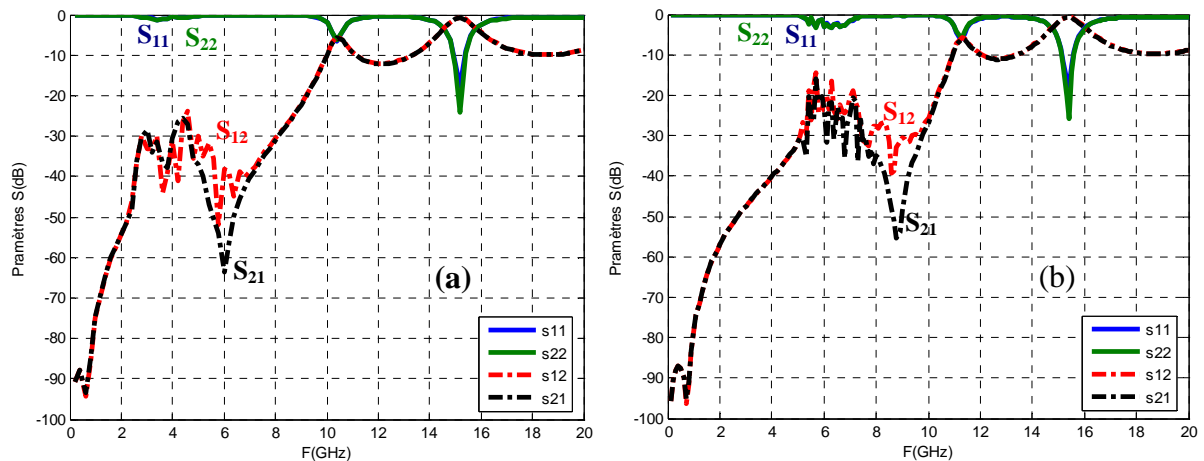 0
-10
-20
-30
-40
-50
-60
-70
-80
-90
-100
Pramètres S(dB)
S11
S22
S12
S21
(a)
s11
s22
s12
s21
0 2 4 6 8 10 12 14 16 18 20
F(GHz)
0
-10
-20
-30
-40
-50
-60
-70
-80
-90
-100
Pramètres S(dB)
S22
S11
S12
S21
(b)
s11
s22
s12
s21
0 2 4 6 8 10 12 14 16 18 20
F(GHz)